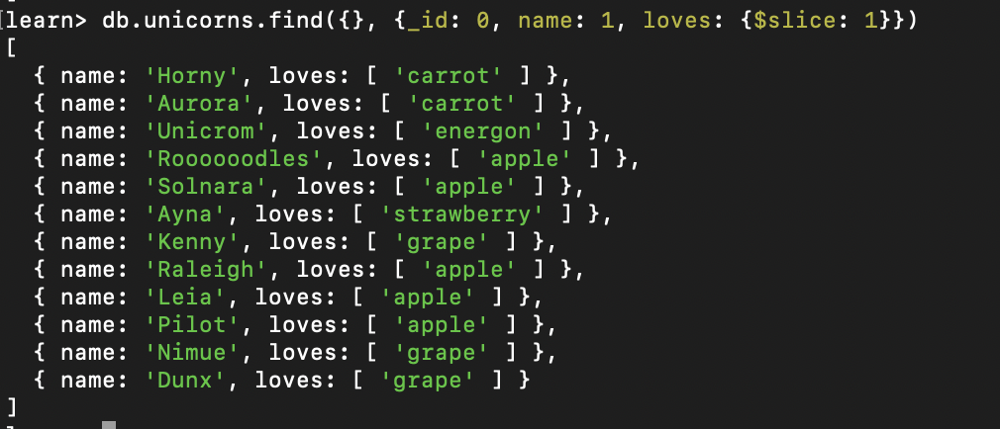 learn> db.unicorns.find({}, {_id: 0, name: 1, loves: {$slice: 1}})
[
  { name: 'Horny', loves: [ 'carrot' ] },
  { name: 'Aurora', loves: [ 'carrot' ] },
  { name: 'Unicrom', loves: [ 'energon' ] },
  { name: 'Roooooodles', loves: [ 'apple' ] },
  { name: 'Solnara', loves: [ 'apple' ] },
  { name: 'Ayna', loves: [ 'strawberry' ] },
  { name: 'Kenny', loves: [ 'grape' ] },
  { name: 'Raleigh', loves: [ 'apple' ] },
  { name: 'Leia', loves: [ 'apple' ] },
  { name: 'Pilot', loves: [ 'apple' ] },
  { name: 'Nimue', loves: [ 'grape' ] },
  { name: 'Dunx', loves: [ 'grape' ] }
]